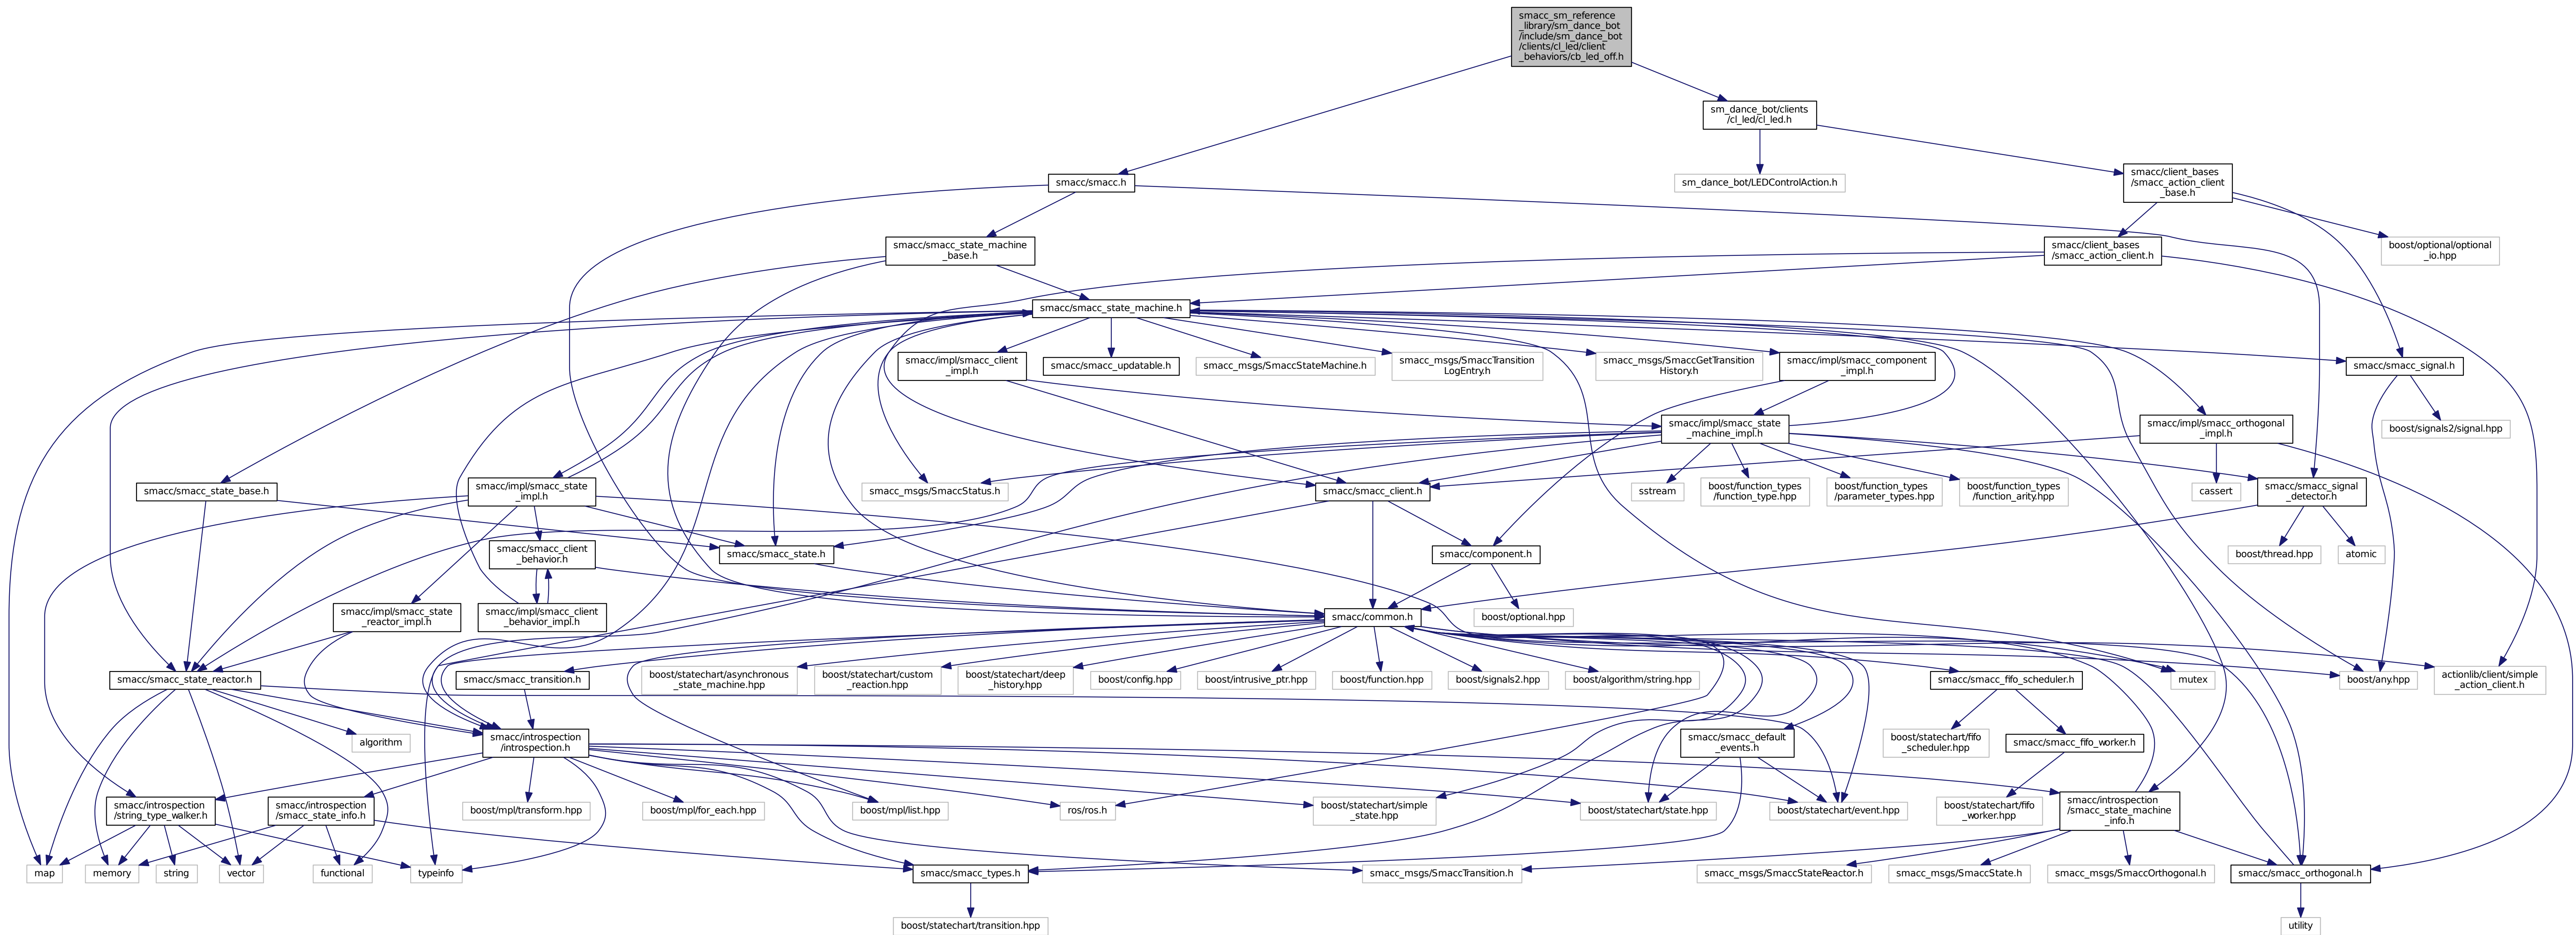 smacc_sm_reference
_library/sm_dance_bot
/include/sm_dance_bot
/clients/cl_led/client
_behaviors/cb_led_off.h
sm_dance_bot/clients
/cl_led/cl_led.h
smacc/smacc.h
sm_dance_bot/LEDControlAction.h
smacc/client_bases
/smacc_action_client
_base.h
smacc/smacc_state_machine
_base.h
smacc/client_bases
/smacc_action_client.h
boost/optional/optional
_io.hpp
smacc/smacc_state_machine.h
smacc/impl/smacc_client
_impl.h
smacc/smacc_updatable.h
smacc_msgs/SmaccStateMachine.h
smacc_msgs/SmaccTransition
LogEntry.h
smacc_msgs/SmaccGetTransition
History.h
smacc/impl/smacc_component
_impl.h
smacc/smacc_signal.h
smacc/impl/smacc_state
_machine_impl.h
smacc/impl/smacc_orthogonal
_impl.h
boost/signals2/signal.hpp
smacc/smacc_state_base.h
smacc/impl/smacc_state
_impl.h
smacc_msgs/SmaccStatus.h
smacc/smacc_client.h
sstream
boost/function_types
/function_type.hpp
boost/function_types
/parameter_types.hpp
boost/function_types
/function_arity.hpp
cassert
smacc/smacc_signal
_detector.h
smacc/smacc_client
_behavior.h
smacc/smacc_state.h
smacc/component.h
boost/thread.hpp
atomic
smacc/impl/smacc_state
_reactor_impl.h
smacc/impl/smacc_client
_behavior_impl.h
smacc/common.h
boost/optional.hpp
smacc/smacc_state_reactor.h
smacc/smacc_transition.h
boost/statechart/asynchronous
_state_machine.hpp
boost/statechart/custom
_reaction.hpp
boost/statechart/deep
_history.hpp
boost/config.hpp
boost/intrusive_ptr.hpp
boost/function.hpp
boost/signals2.hpp
boost/algorithm/string.hpp
smacc/smacc_fifo_scheduler.h
mutex
boost/any.hpp
actionlib/client/simple
_action_client.h
algorithm
smacc/introspection
/introspection.h
smacc/smacc_default
_events.h
boost/statechart/fifo
_scheduler.hpp
smacc/smacc_fifo_worker.h
smacc/introspection
/string_type_walker.h
smacc/introspection
/smacc_state_info.h
boost/mpl/transform.hpp
boost/mpl/for_each.hpp
boost/mpl/list.hpp
ros/ros.h
boost/statechart/simple
_state.hpp
boost/statechart/state.hpp
boost/statechart/event.hpp
boost/statechart/fifo
_worker.hpp
smacc/introspection
/smacc_state_machine
_info.h
map
memory
string
vector
functional
typeinfo
smacc/smacc_types.h
smacc_msgs/SmaccTransition.h
smacc_msgs/SmaccStateReactor.h
smacc_msgs/SmaccState.h
smacc_msgs/SmaccOrthogonal.h
smacc/smacc_orthogonal.h
boost/statechart/transition.hpp
utility